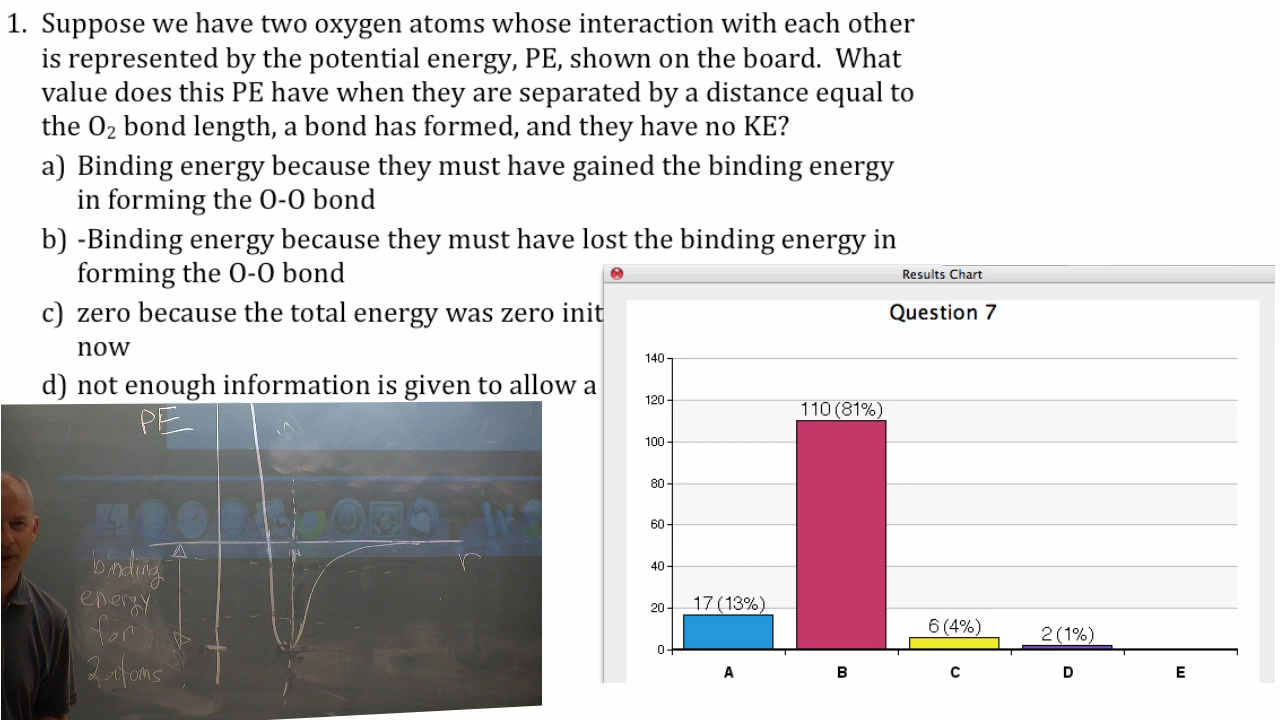 1. Suppose we have two oxygen atoms whose interaction with each other
is represented by the potential energy, PE, shown on the board. What
value does this PE have when they are separated by a distance equal to
the O₂ bond length, a bond has formed, and they have no KE?
a) Binding energy because they must have gained the binding energy
in forming the O-O bond
b) -Binding energy because they must have lost the binding energy in
forming the O-O bond
c) zero because the total energy was zero init
now
d) not enough information is given to allow a
Results Chart
Question 7
140
120
100
80
60
40
20
0
17 (13%)
110 (81%)
6 (4%)
2 (1%)
A B C D E
PE
r
binding
energy
for
2 atoms